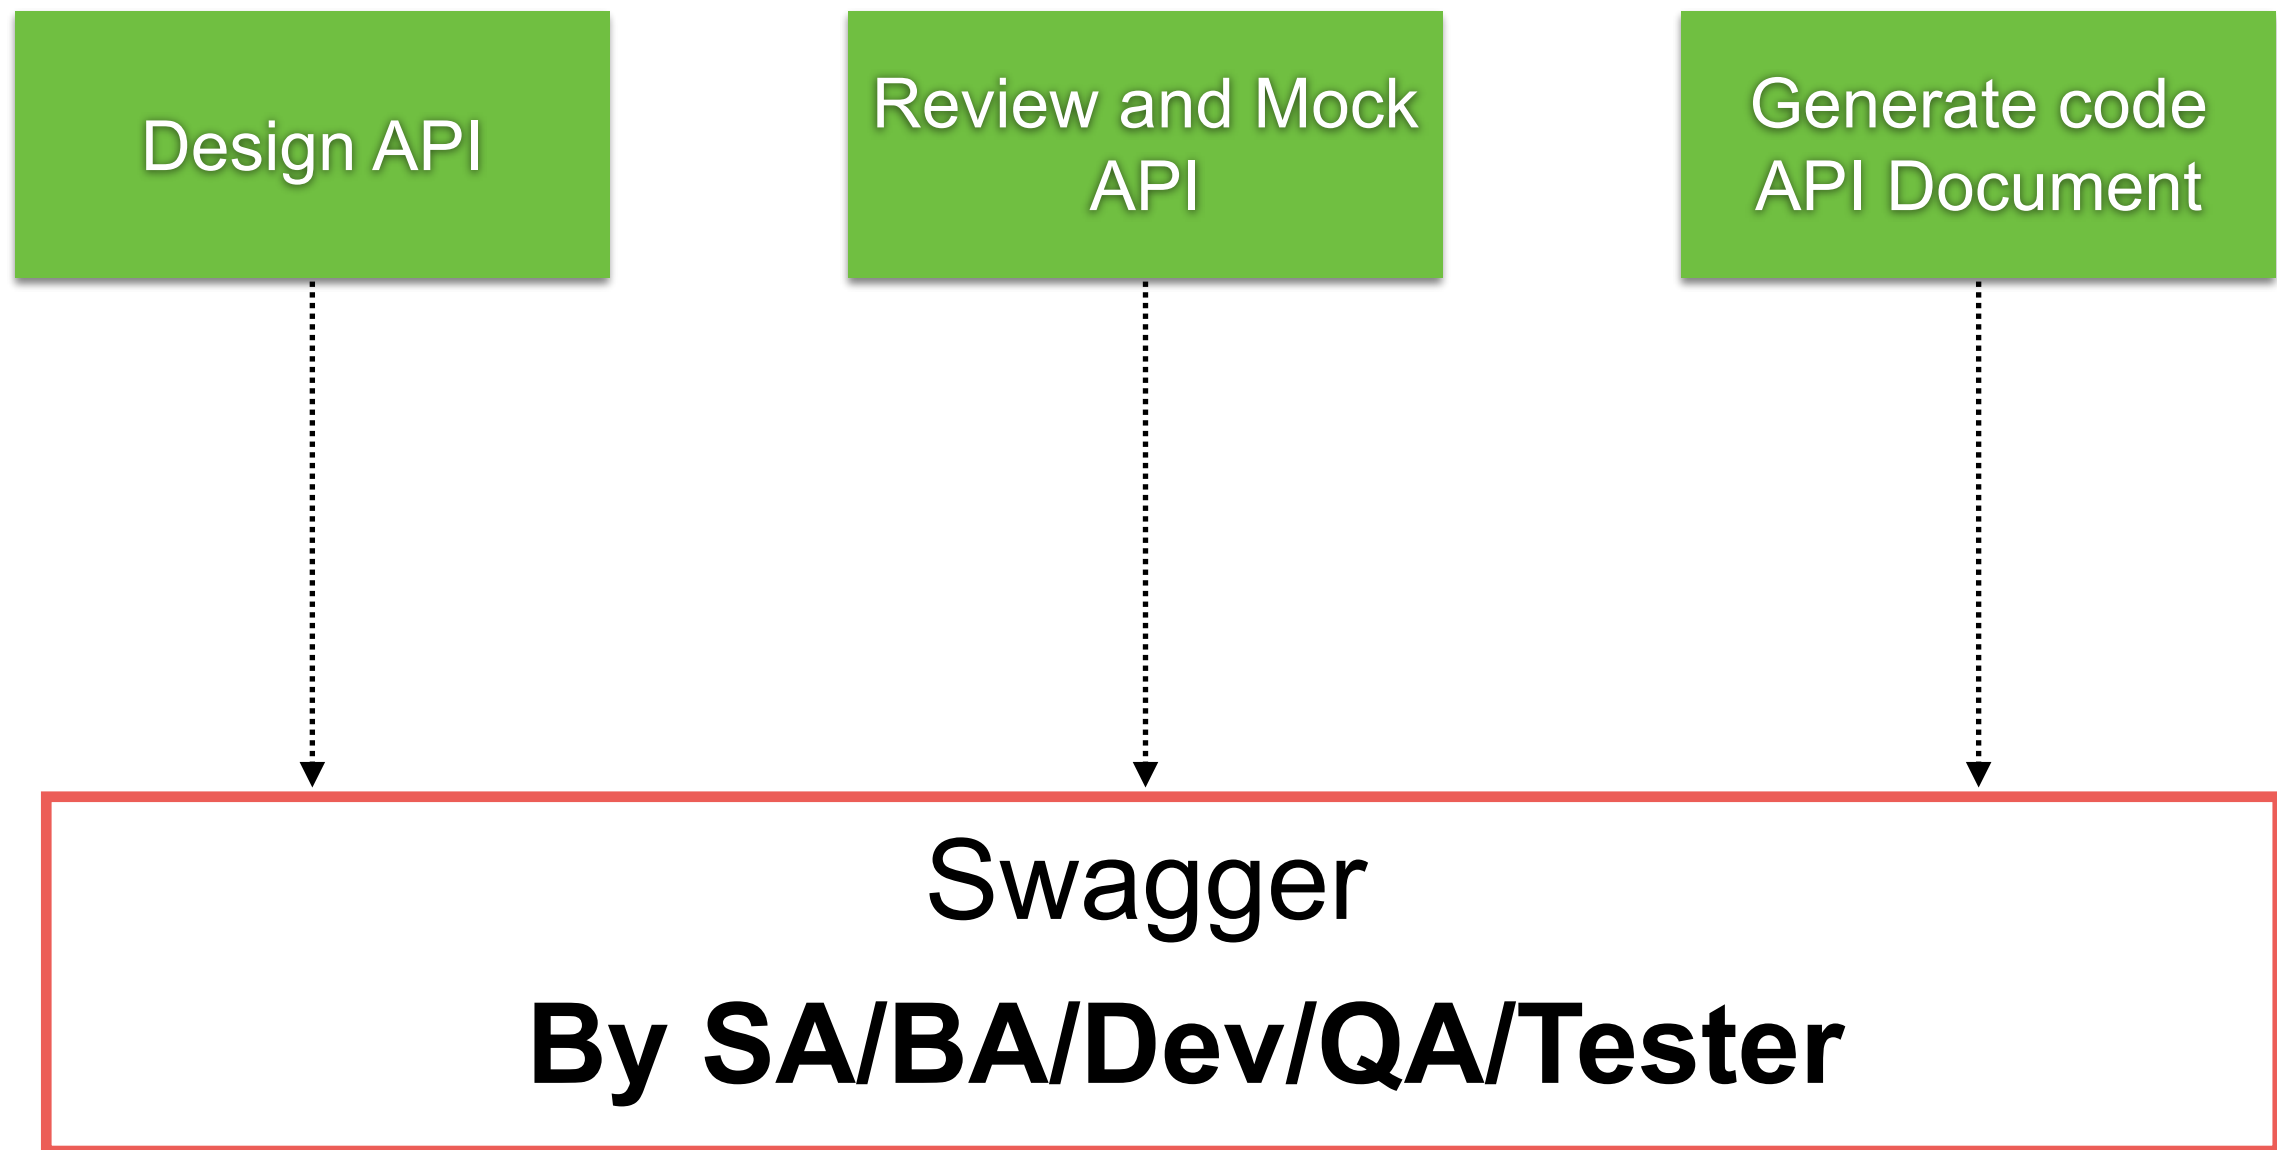 Design API
Review and Mock
API
Generate code
API Document
Swagger
By SA/BA/Dev/QA/Tester